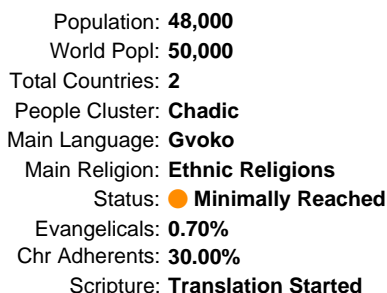 Population: 48,000
World Popl: 50,000
Total Countries: 2
People Cluster: Chadic
Main Language: Gvoko
Main Religion: Ethnic Religions
Status: Minimally Reached
Evangelicals: 0.70%
Chr Adherents: 30.00%
Scripture: Translation Started